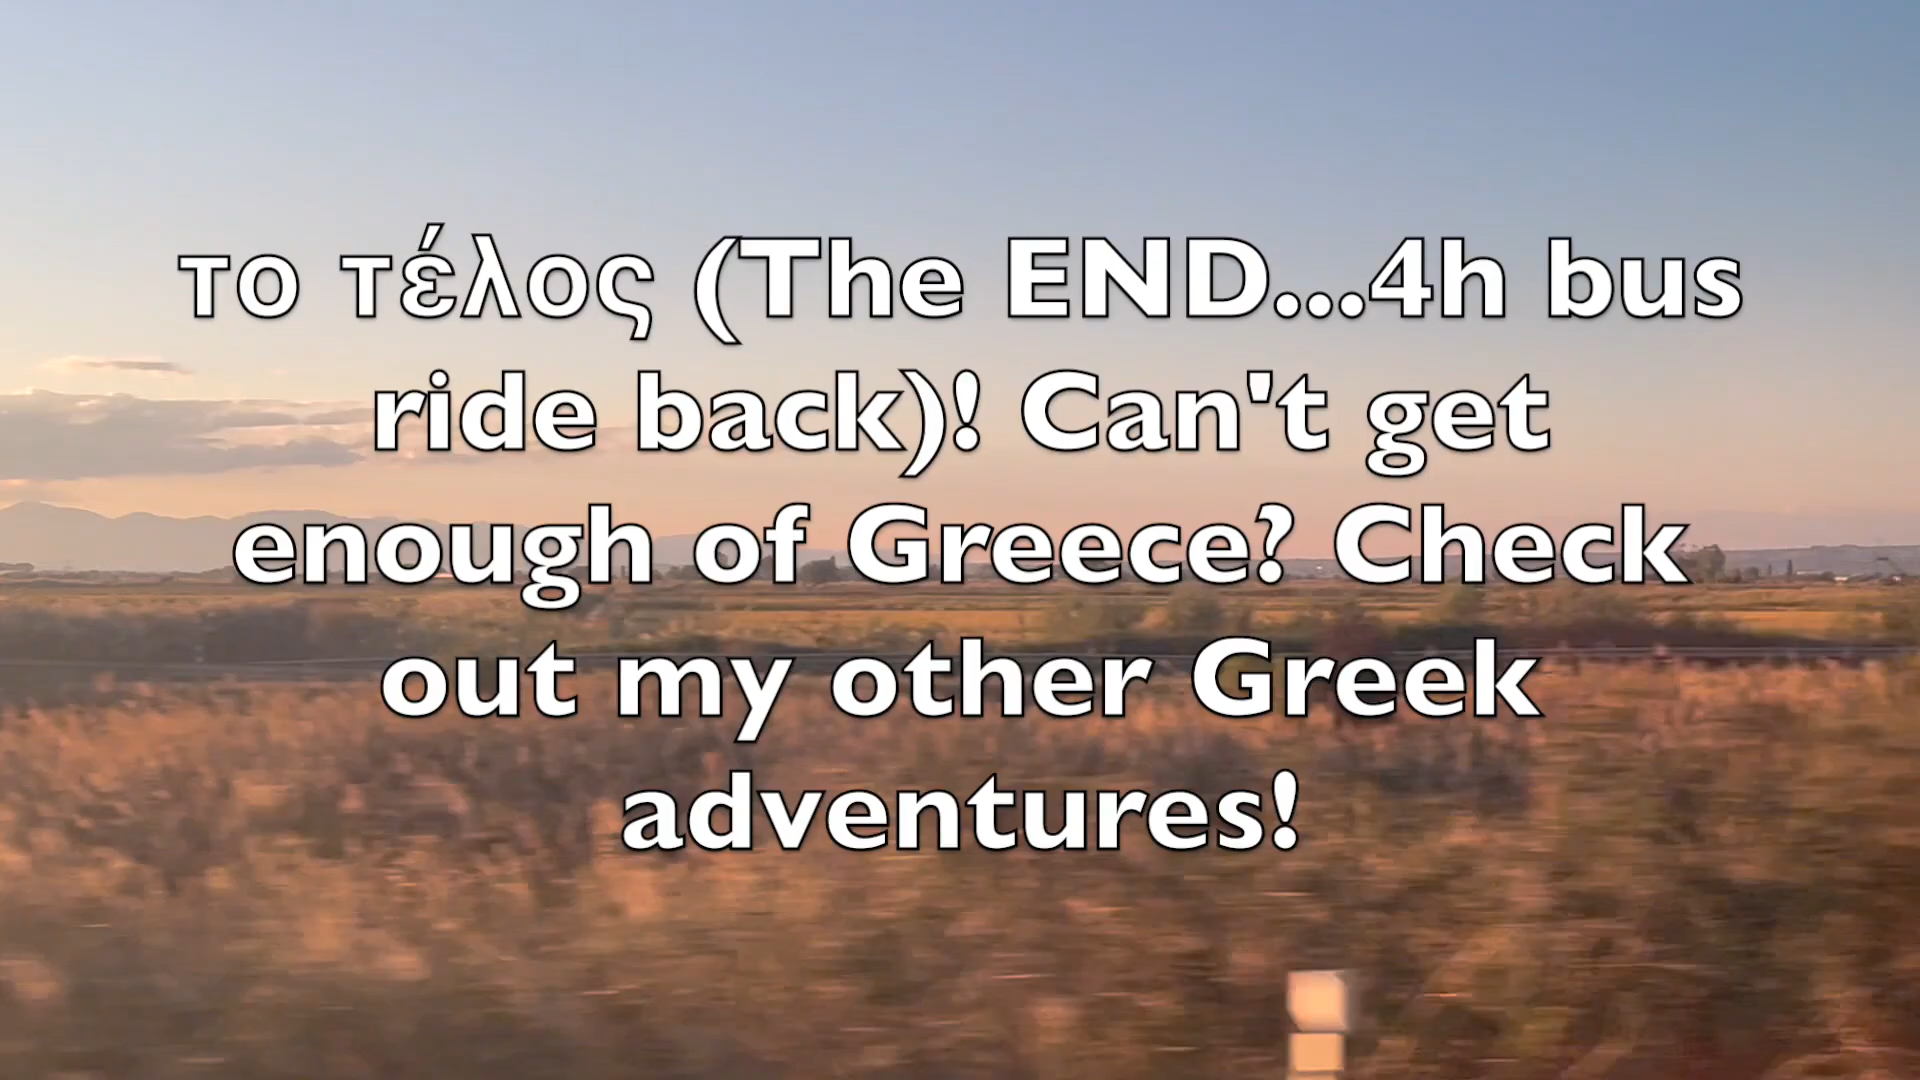 το τέλος (The END...4h bus
ride back)! Can't get
enough of Greece? Check
out my other Greek
adventures!